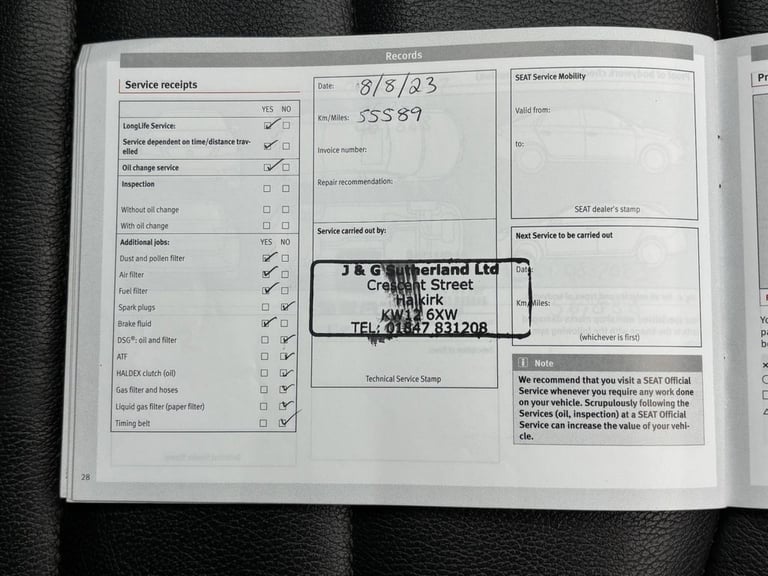 Records
Service receipts
YES NO
LongLife Service:
Service dependent on time/distance trav-
elled
Oil change service
Inspection
Without oil change
With oil change
Additional jobs: YES NO
Dust and pollen filter
Air filter
Fuel filter
Spark plugs
Brake fluid
DSG®: oil and filter
ATF
HALDEX clutch (oil)
Gas filter and hoses
Liquid gas filter (paper filter)
Timing belt
28
Date: 8/8/23
Km/Miles: 55589
Invoice number:
Repair recommendation:
Service carried out by:
J & G Sutherland Ltd
Crescent Street
Halkirk
KW12 6XW
TEL: 01847 831208
Technical Service Stamp
SEAT Service Mobility
Valid from:
to:
SEAT dealer's stamp
Next Service to be carried out
Date:
Km/Miles:
(whichever is first)
Note
We recommend that you visit a SEAT Official
Service whenever you require any work done
on your vehicle. Scrupulously following the
Services (oil, inspection) at a SEAT Official
Service can increase the value of your vehi-
cle.